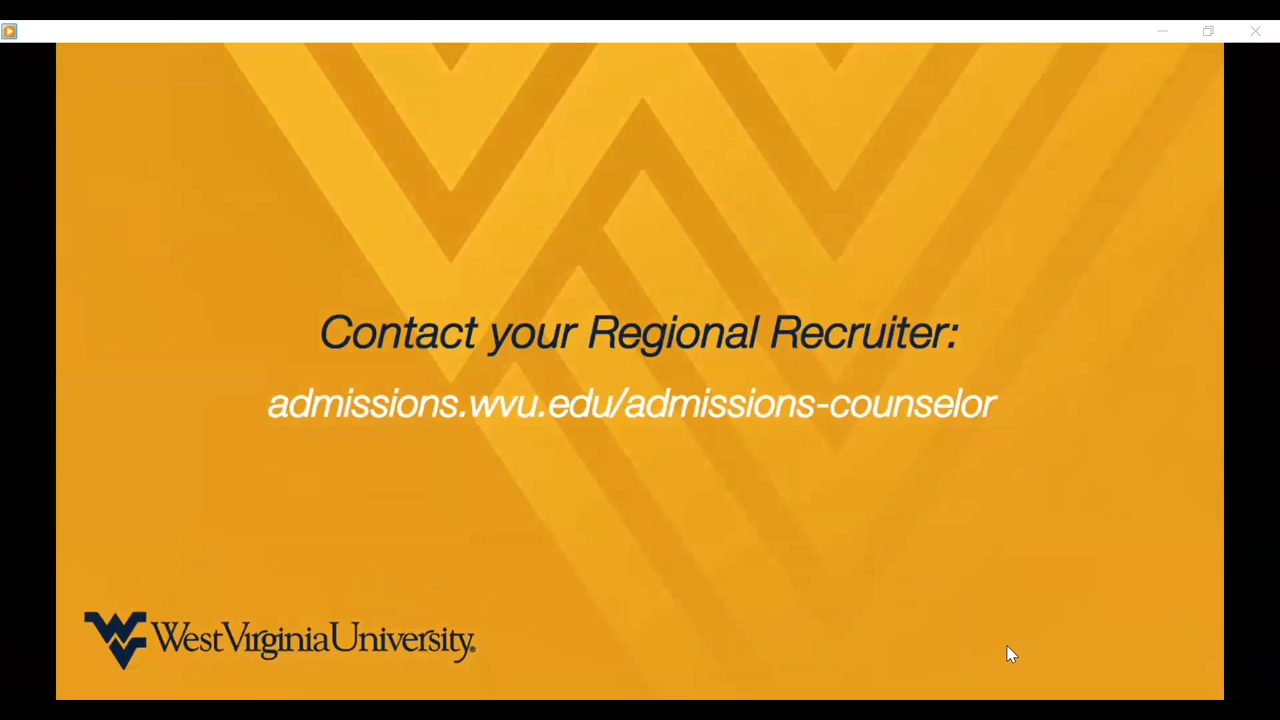 Contact your Regional Recruiter:
admissions.wvu.edu/admissions-counselor
WestVirginiaUniversity®